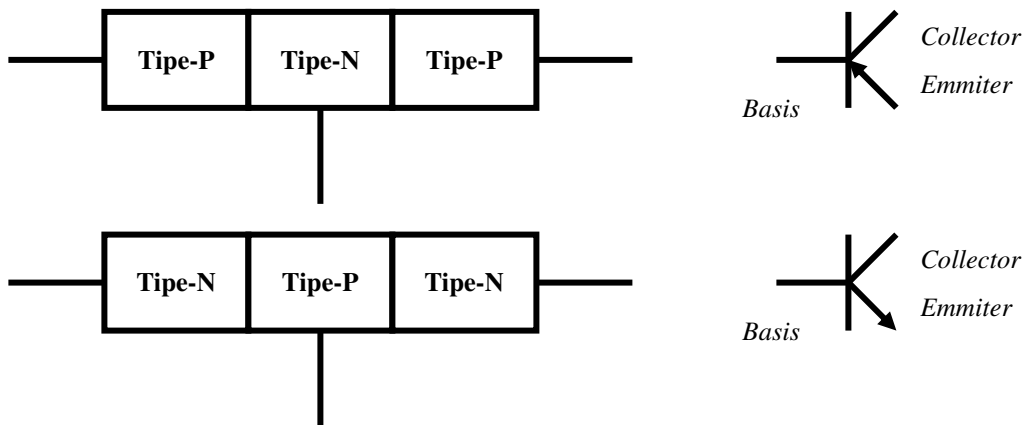 Tipe-P Tipe-N Tipe-P
Collector
Emmiter
Basis
Tipe-N Tipe-P Tipe-N
Collector
Emmiter
Basis